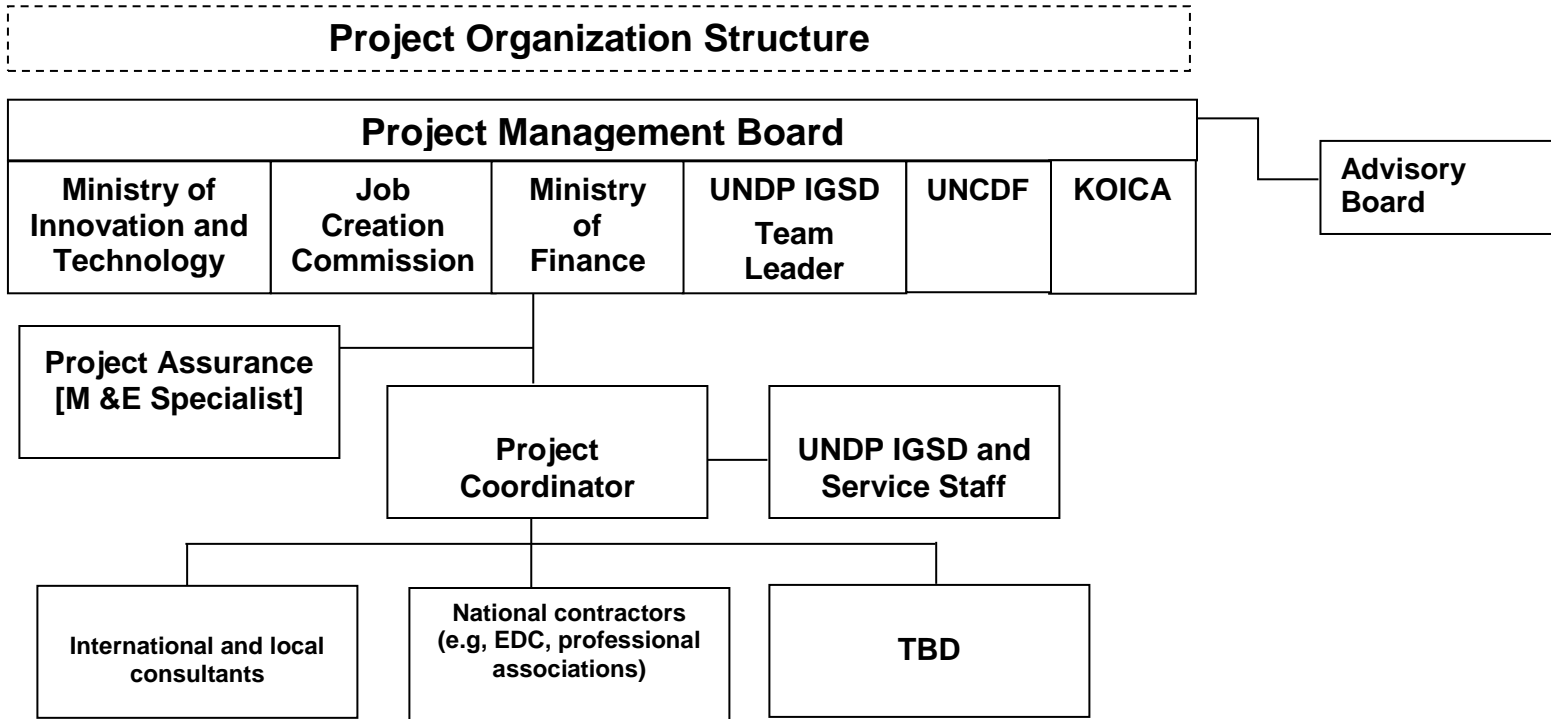 Project Organization Structure
Project Management Board
Ministry of
Innovation and
Technology
Job
Creation
Commission
Ministry
of
Finance
UNDP IGSD
Team
Leader
UNCDF
KOICA
Advisory
Board
Project Assurance
[M &E Specialist]
Project
Coordinator
UNDP IGSD and
Service Staff
International and local
consultants
National contractors
(e.g, EDC, professional
associations)
TBD